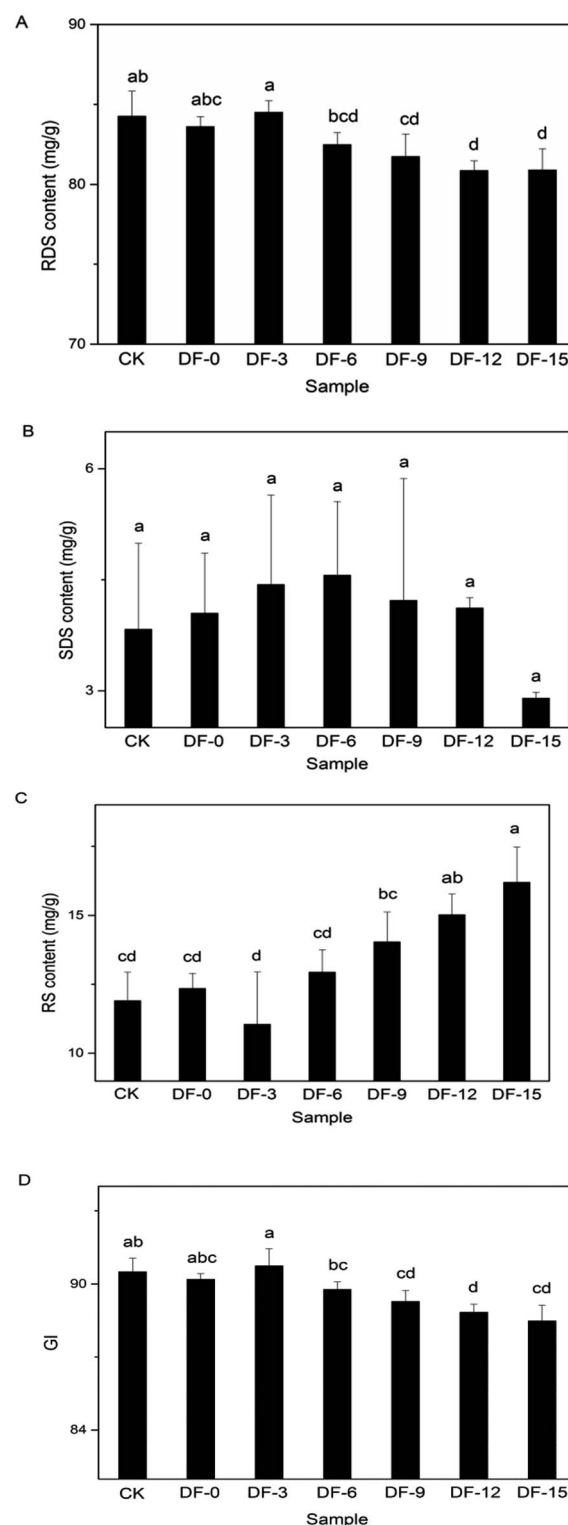 A
90
ab
abc
a
bcd
cd
d
d
RDS content (mg/g)
80
70
CK DF-0 DF-3 DF-6 DF-9 DF-12 DF-15
Sample
B
6
a
a
a
a
a
a
a
SDS content (mg/g)
3
CK DF-0 DF-3 DF-6 DF-9 DF-12 DF-15
Sample
C
15
cd
cd
d
cd
bc
ab
a
RS content (mg/g)
10
CK DF-0 DF-3 DF-6 DF-9 DF-12 DF-15
Sample
D
ab
abc
a
bc
cd
d
cd
90
GI
84
CK DF-0 DF-3 DF-6 DF-9 DF-12 DF-15
Sample